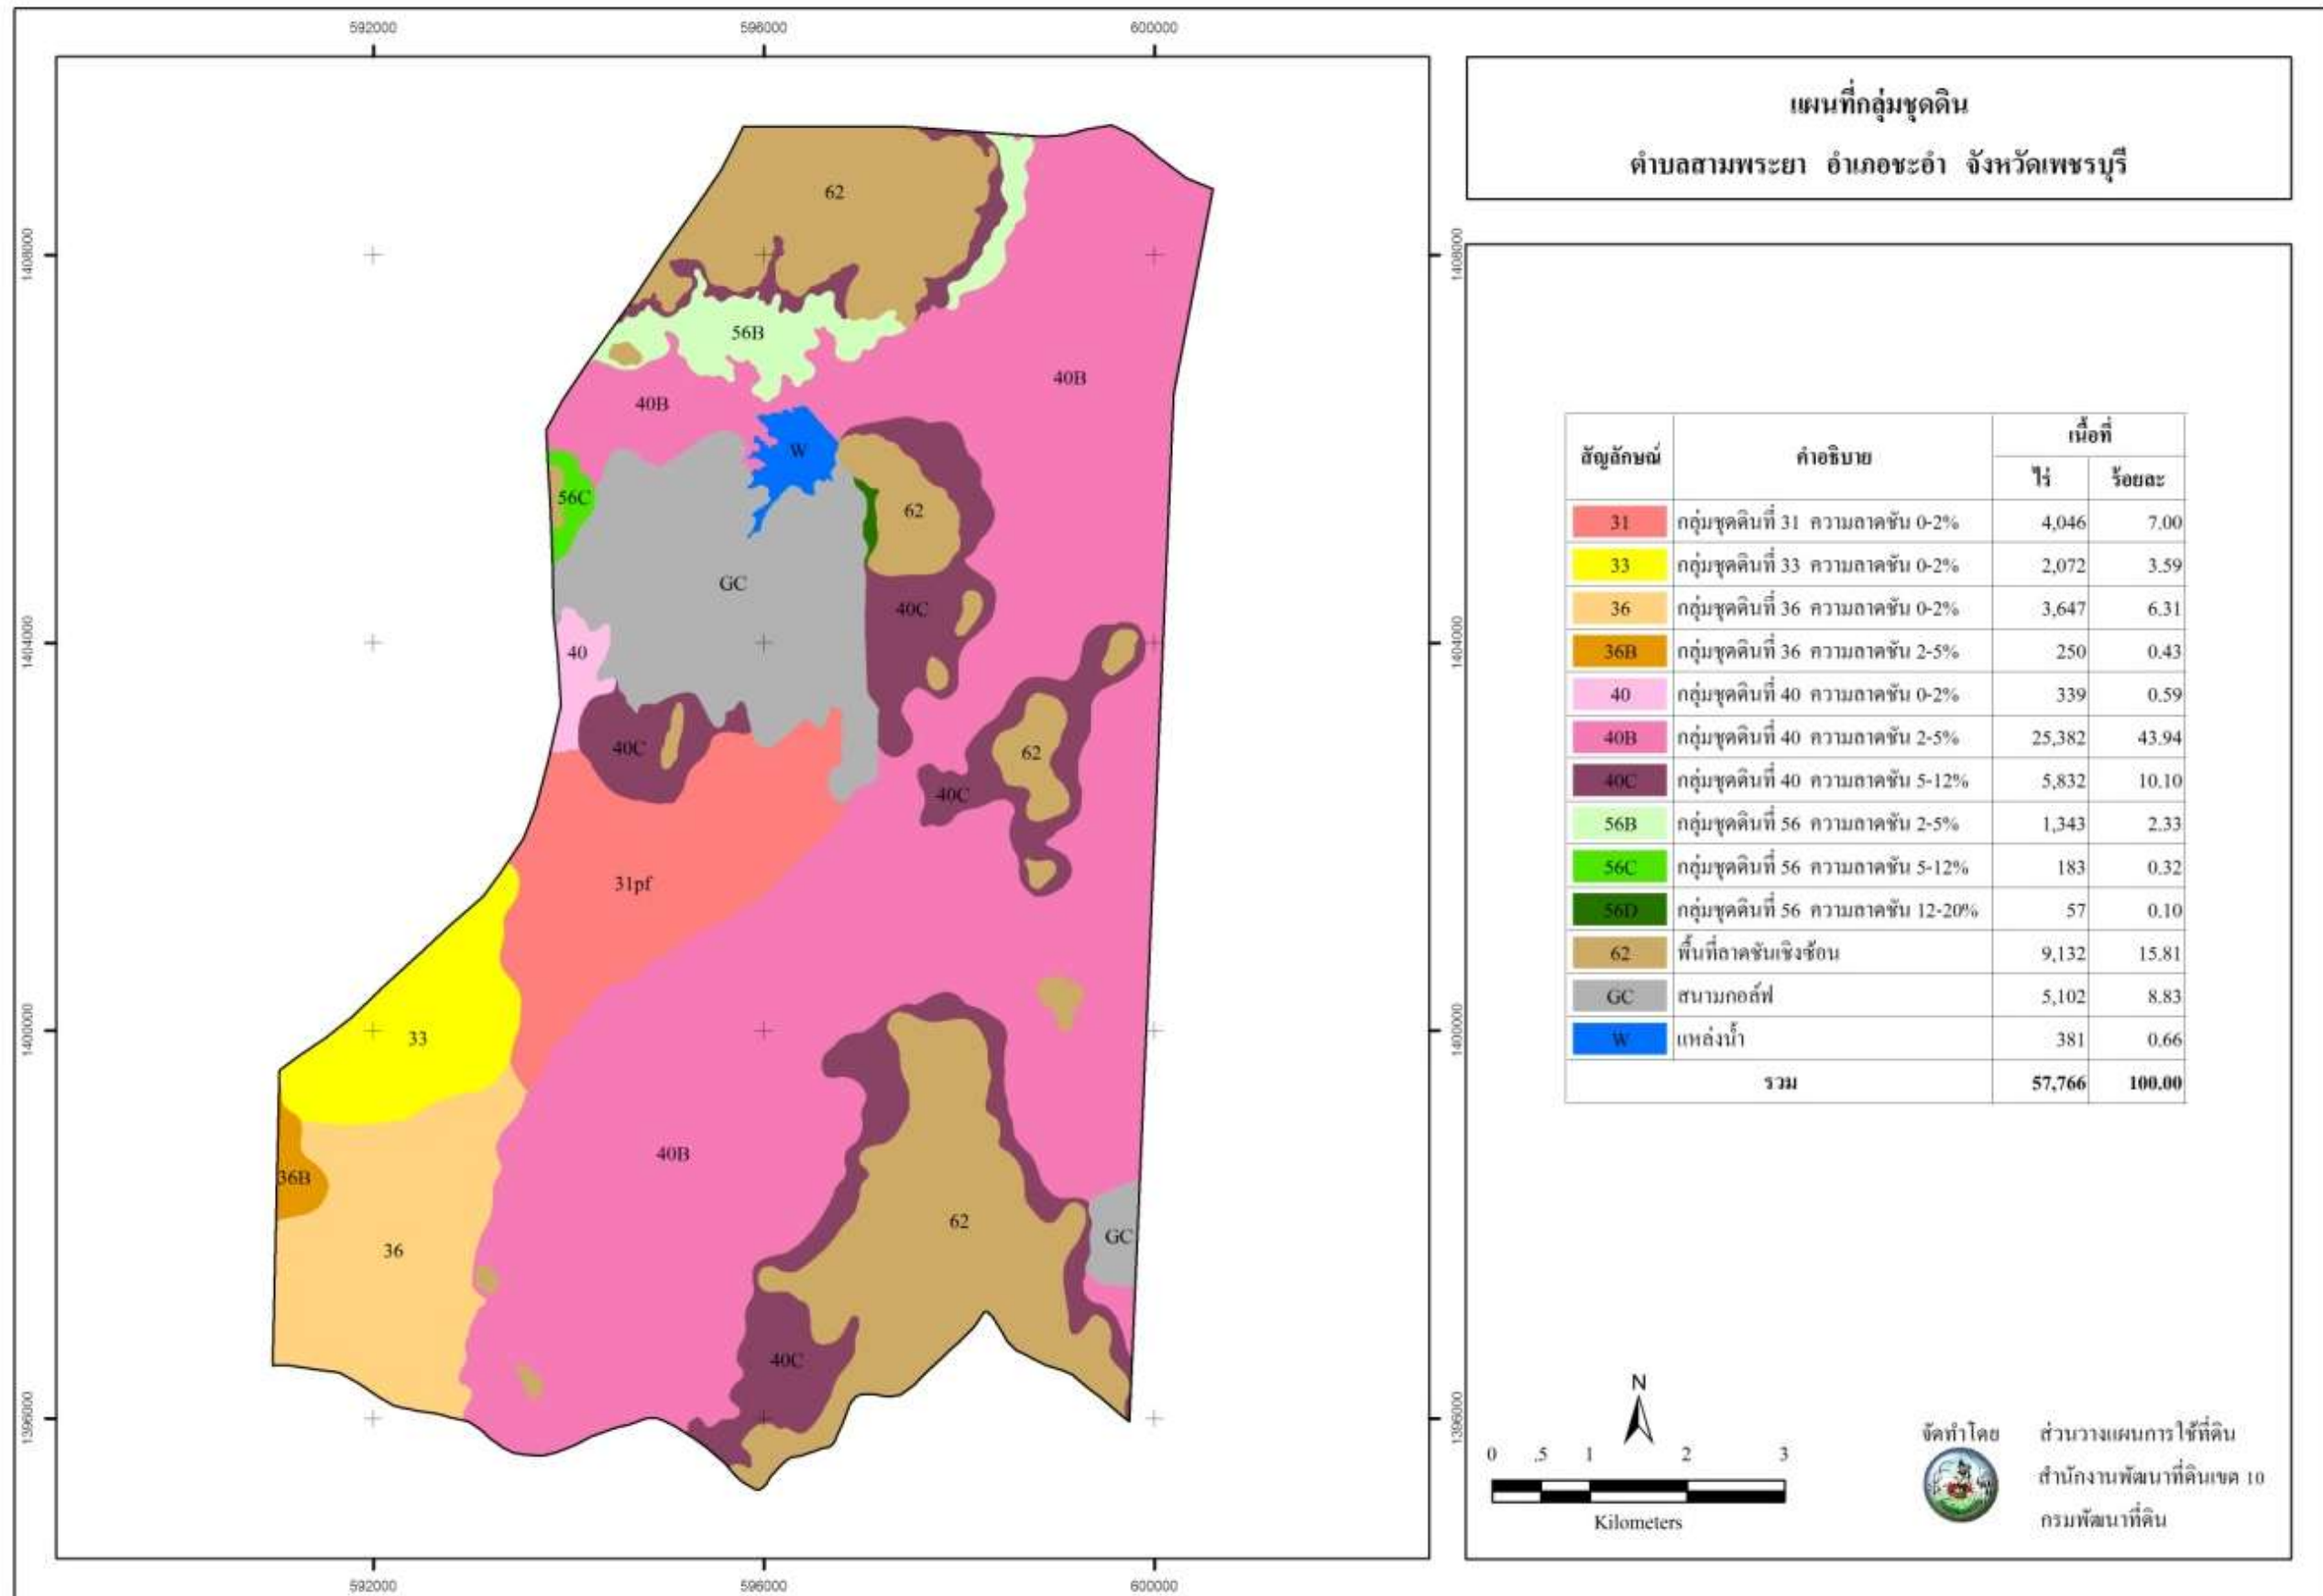 592000
596000
600000
แผนที่กลุ่มชุดดิน
ตำบลสามพระยา อำเภอชะอำ จังหวัดเพชรบุรี
1408000
1404000
1400000
1396000
1408000
1404000
1400000
1396000
62
56B
40B
40B
W
56C
62
GC
40C
40
40C
62
40C
31pf
33
40B
36B
62
GC
36
40C
สัญลักษณ์ คำอธิบาย เนื้อที่
ไร่ ร้อยละ
31 กลุ่มชุดดินที่ 31 ความลาดชัน 0-2% 4,046 7.00
33 กลุ่มชุดดินที่ 33 ความลาดชัน 0-2% 2,072 3.59
36 กลุ่มชุดดินที่ 36 ความลาดชัน 0-2% 3,647 6.31
36B กลุ่มชุดดินที่ 36 ความลาดชัน 2-5% 250 0.43
40 กลุ่มชุดดินที่ 40 ความลาดชัน 0-2% 339 0.59
40B กลุ่มชุดดินที่ 40 ความลาดชัน 2-5% 25,382 43.94
40C กลุ่มชุดดินที่ 40 ความลาดชัน 5-12% 5,832 10.10
56B กลุ่มชุดดินที่ 56 ความลาดชัน 2-5% 1,343 2.33
56C กลุ่มชุดดินที่ 56 ความลาดชัน 5-12% 183 0.32
56D กลุ่มชุดดินที่ 56 ความลาดชัน 12-20% 57 0.10
62 พื้นที่ลาดชันเชิงซ้อน 9,132 15.81
GC สนามกอล์ฟ 5,102 8.83
W แหล่งน้ำ 381 0.66
รวม 57,766 100.00
N
0 .5 1 2 3
Kilometers
จัดทำโดย ส่วนวางแผนการใช้ที่ดิน
สำนักงานพัฒนาที่ดินเขต 10
กรมพัฒนาที่ดิน
592000
596000
600000